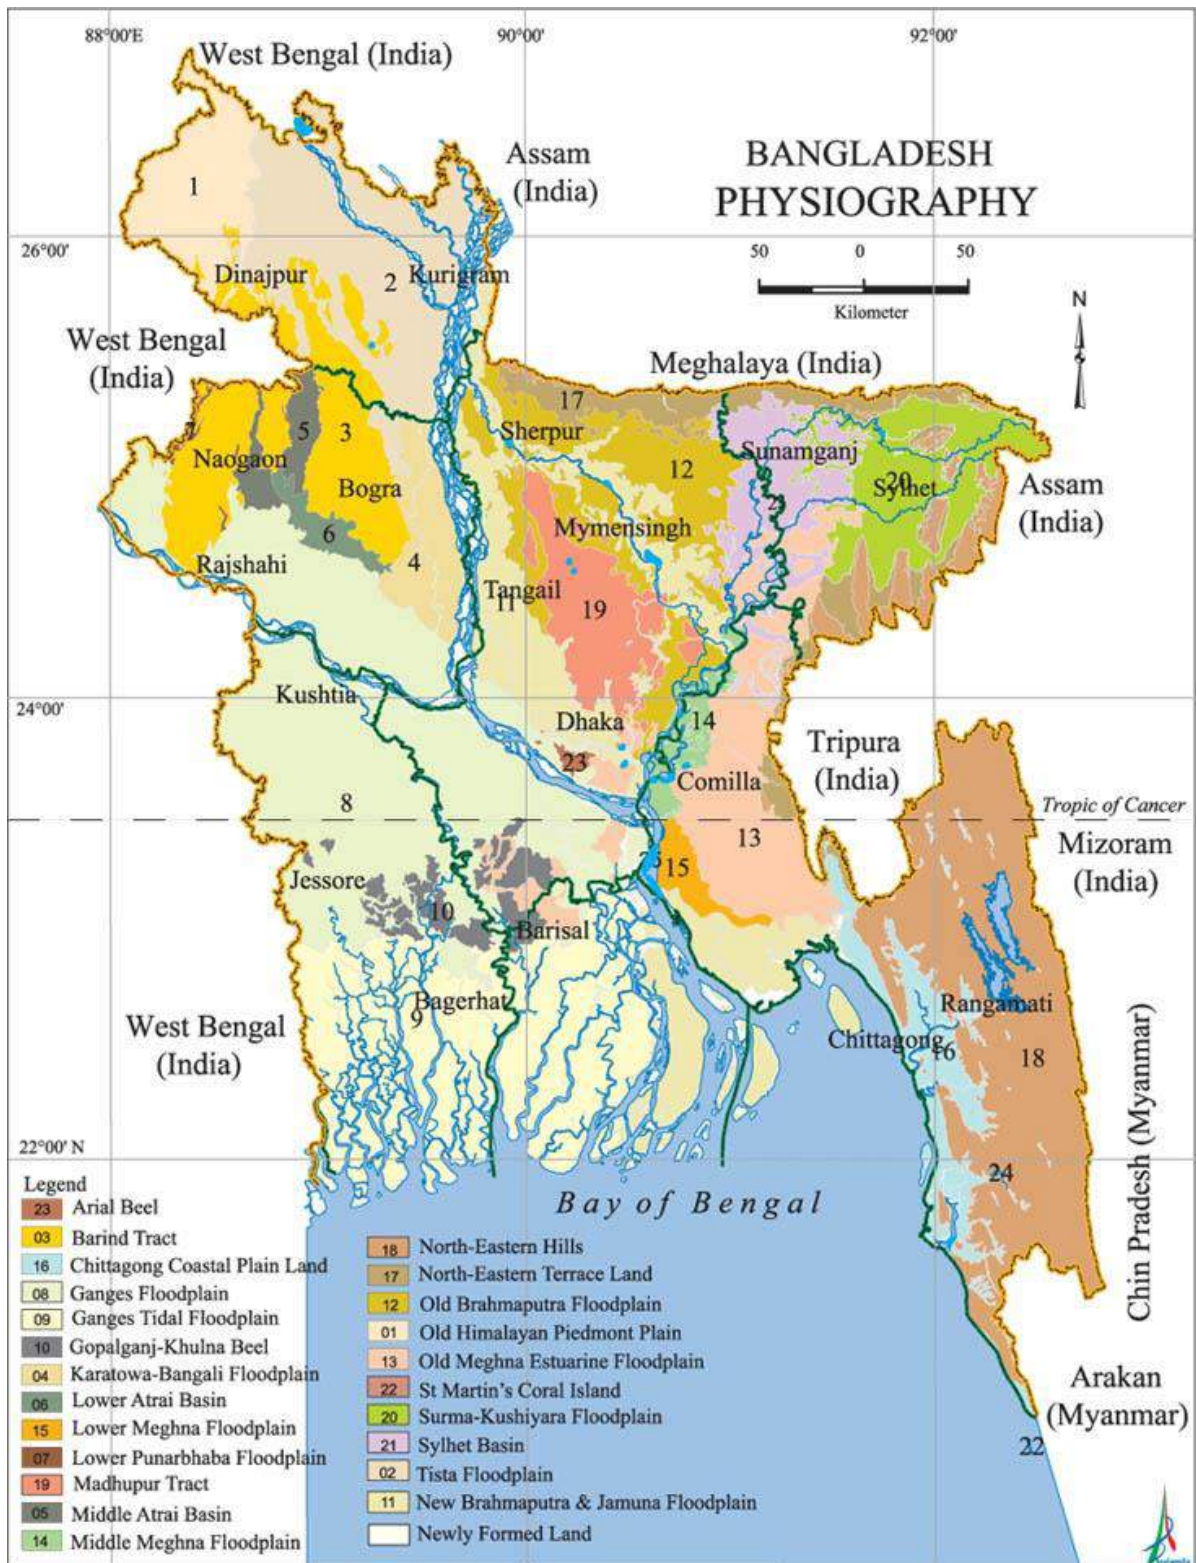 88°00'E
90°00'
92°00'
West Bengal (India)
Assam
(India)
BANGLADESH
PHYSIOGRAPHY
1
26°00'
50
0
50
Kilometer
N
Dinajpur
2
Kurigram
West Bengal
(India)
Meghalaya (India)
17
Sherpur
7
5
3
Naogaon
Bogra
12
Sunamganj
20
Sylhet
Assam
(India)
6
Mymensingh
Rajshahi
4
Tangail
11
19
Kushtia
24°00'
Dhaka
14
23
Comilla
Tripura
(India)
8
Tropic of Cancer
13
Mizoram
(India)
15
Jessore
10
Barisal
Bagerhat
9
Rangamati
West Bengal
(India)
Chittagong
16
18
Chin Pradesh (Myanmar)
22°00' N
24
Bay of Bengal
Legend
23 Arial Beel
03 Barind Tract
16 Chittagong Coastal Plain Land
08 Ganges Floodplain
09 Ganges Tidal Floodplain
10 Gopalganj-Khulna Beel
04 Karatowa-Bangali Floodplain
06 Lower Atrai Basin
15 Lower Meghna Floodplain
07 Lower Punarbhaba Floodplain
19 Madhupur Tract
05 Middle Atrai Basin
14 Middle Meghna Floodplain
18 North-Eastern Hills
17 North-Eastern Terrace Land
12 Old Brahmaputra Floodplain
01 Old Himalayan Piedmont Plain
13 Old Meghna Estuarine Floodplain
22 St Martin's Coral Island
20 Surma-Kushiyara Floodplain
21 Sylhet Basin
02 Tista Floodplain
11 New Brahmaputra & Jamuna Floodplain
Newly Formed Land
Arakan
(Myanmar)
22